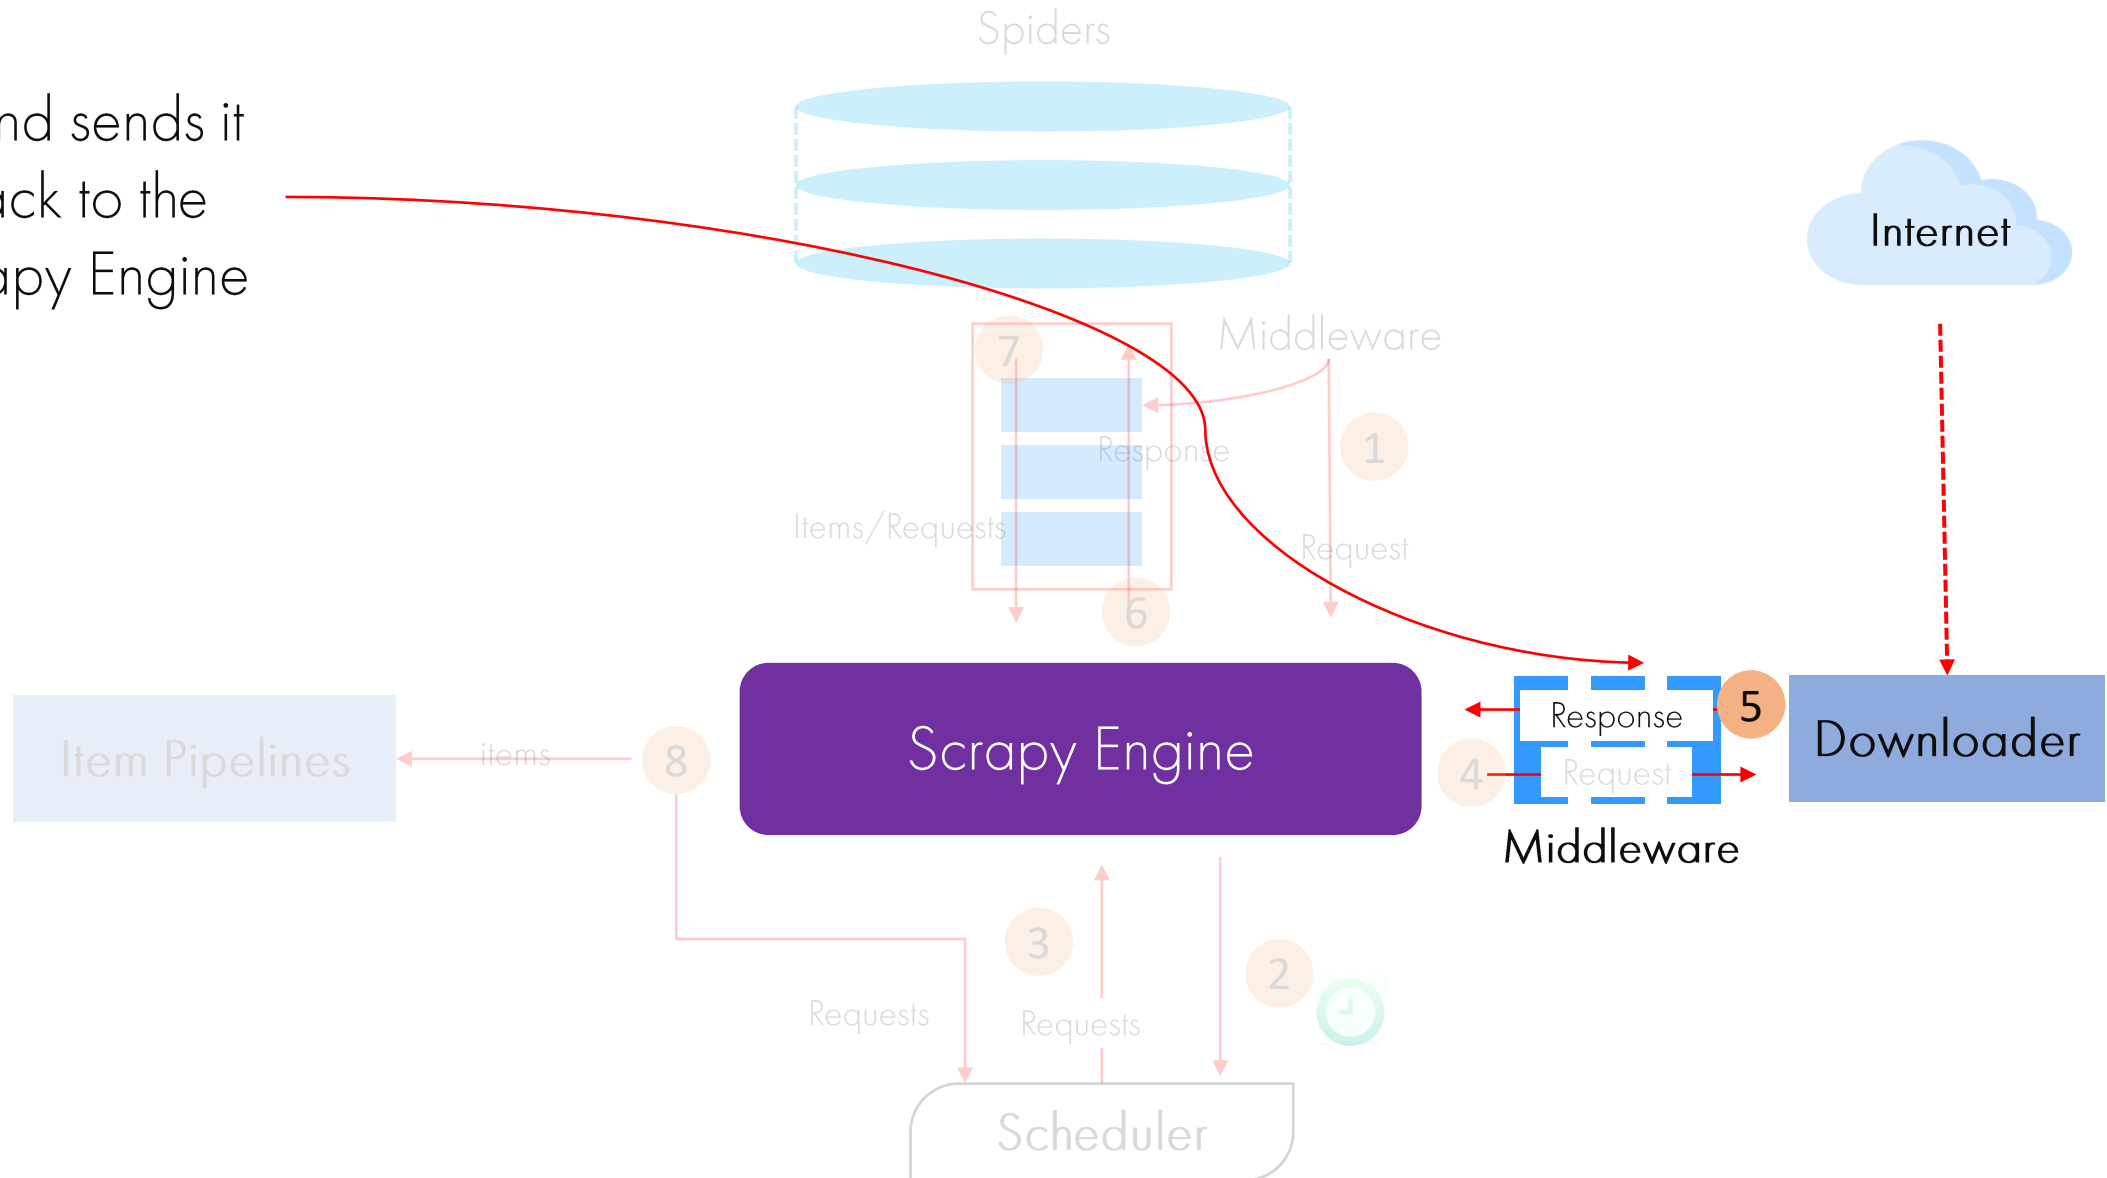 Spiders
nd sends it
ack to the
apy Engine
Internet
7
Middleware
1
Response
Items/Requests
Request
6
Scrapy Engine
Response
5
Downloader
Item Pipelines
items
8
4
Request
Middleware
3
2
Requests
Requests
Scheduler